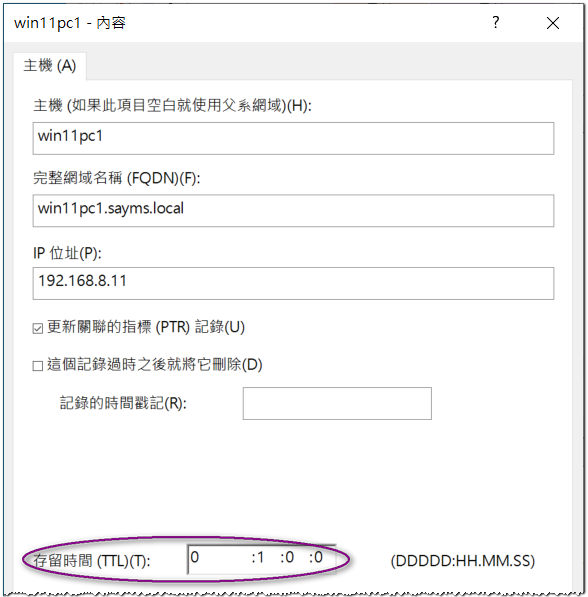 win11pc1 - 內容
主機 (A)
主機 (如果此項目空白就使用父系網域)(H):
win11pc1
完整網域名稱 (FQDN)(F):
win11pc1.sayms.local
IP 位址(P):
192.168.8.11
更新關聯的指標 (PTR) 記錄(U)
這個記錄過時之後就將它刪除(D)
記錄的時間戳記(R):
存留時間 (TTL)(T): 0 :1 :0 :0 (DDDDD:HH.MM.SS)